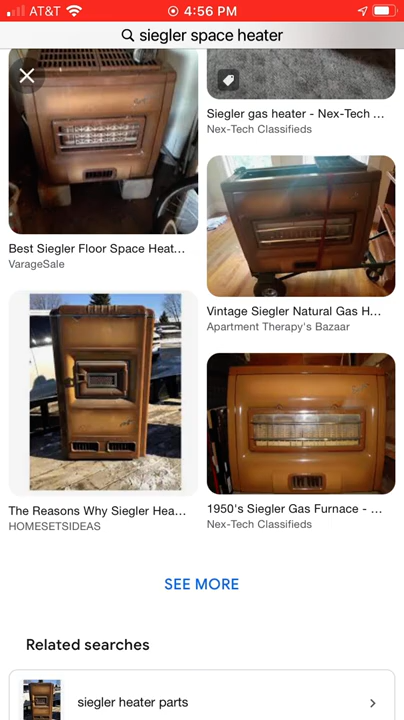 AT&T 4:56 PM
siegler space heater
Siegler gas heater - Nex-Tech ...
Nex-Tech Classifieds
Best Siegler Floor Space Heat...
VarageSale
Vintage Siegler Natural Gas H...
Apartment Therapy's Bazaar
The Reasons Why Siegler Hea...
HOMESETSIDEAS
1950's Siegler Gas Furnace - ...
Nex-Tech Classifieds
SEE MORE
Related searches
siegler heater parts